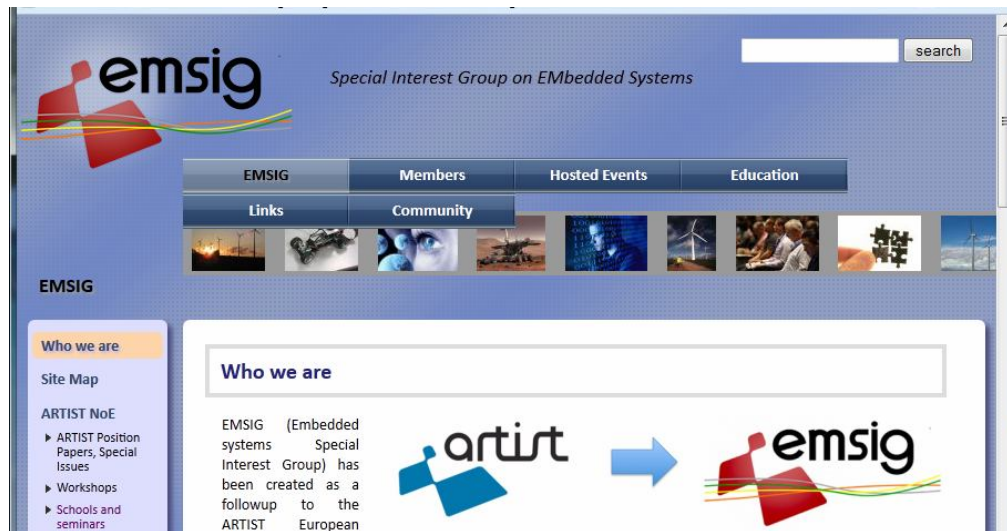 emsig
Special Interest Group on EMbedded Systems
search
EMSIG
Members
Hosted Events
Education
Links
Community
EMSIG
Who we are
Site Map
ARTIST NoE
ARTIST Position
Papers, Special
Issues
Workshops
Schools and
seminars
Who we are
EMSIG (Embedded
systems Special
Interest Group) has
been created as a
followup to the
ARTIST European
artist
emsig